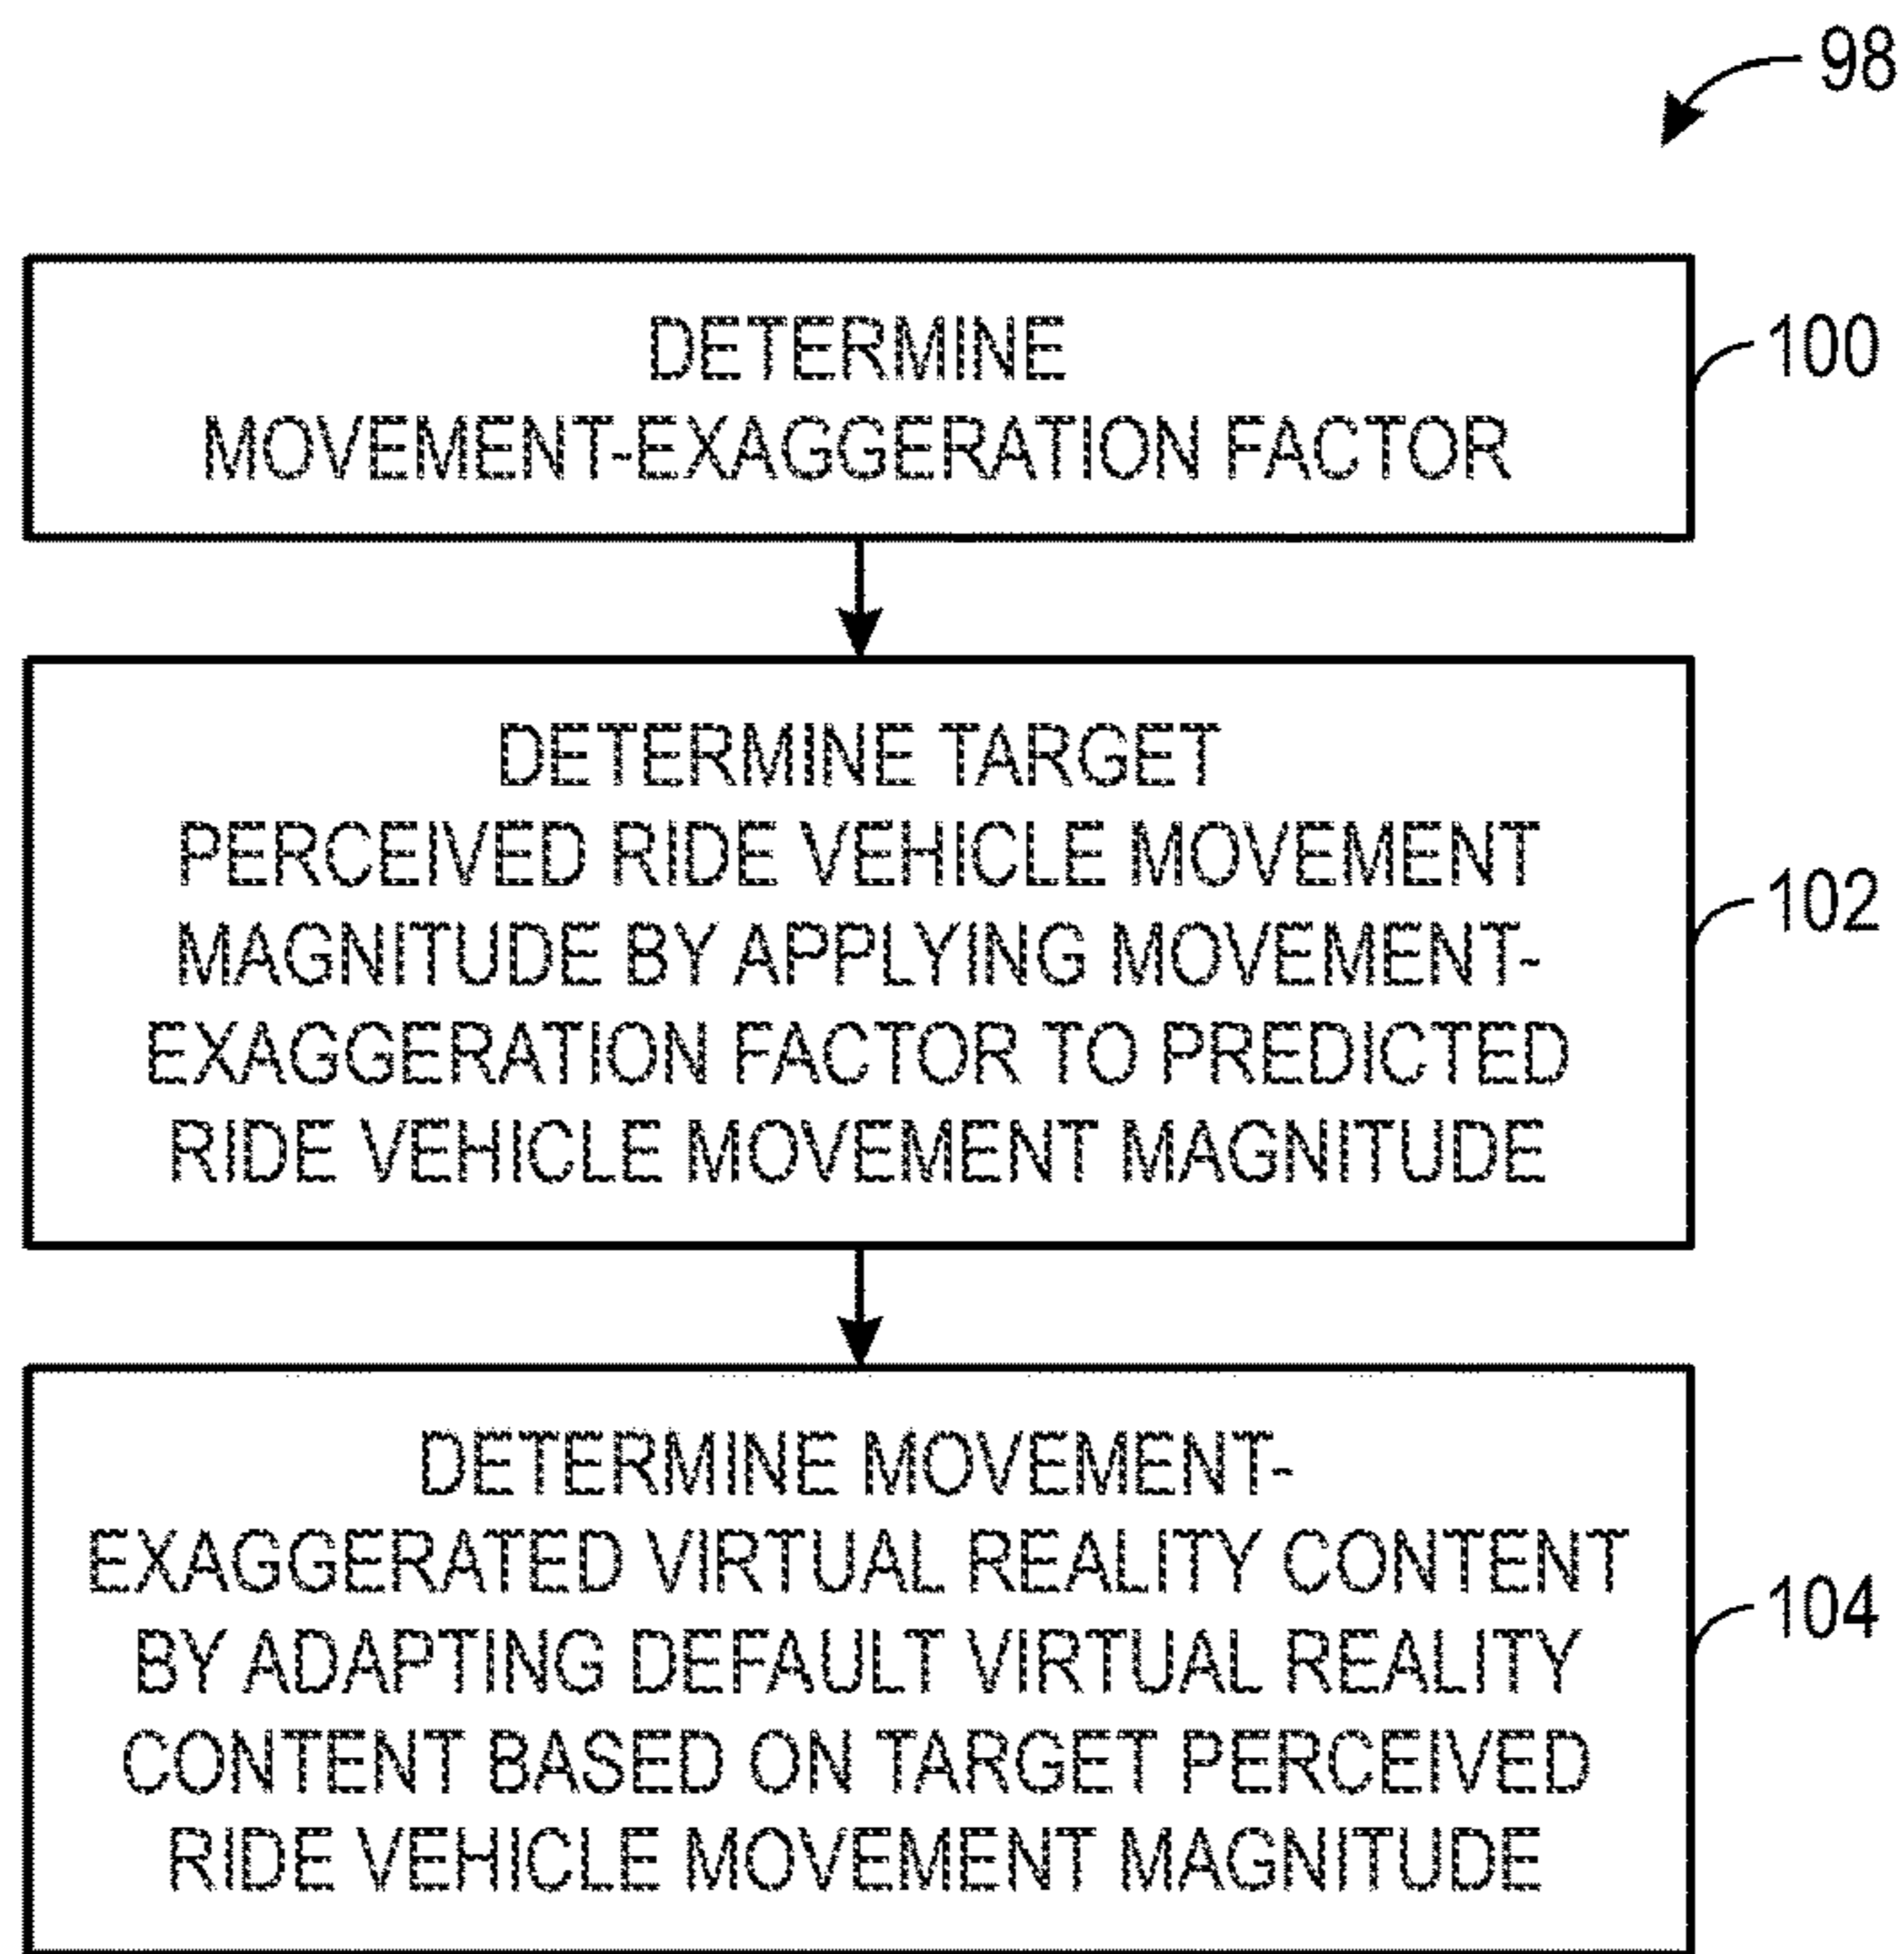 98
DETERMINE
MOVEMENT-EXAGGERATION FACTOR
100
DETERMINE TARGET
PERCEIVED RIDE VEHICLE MOVEMENT
MAGNITUDE BY APPLYING MOVEMENT-
EXAGGERATION FACTOR TO PREDICTED
RIDE VEHICLE MOVEMENT MAGNITUDE
102
DETERMINE MOVEMENT-
EXAGGERATED VIRTUAL REALITY CONTENT
BY ADAPTING DEFAULT VIRTUAL REALITY
CONTENT BASED ON TARGET PERCEIVED
RIDE VEHICLE MOVEMENT MAGNITUDE
104